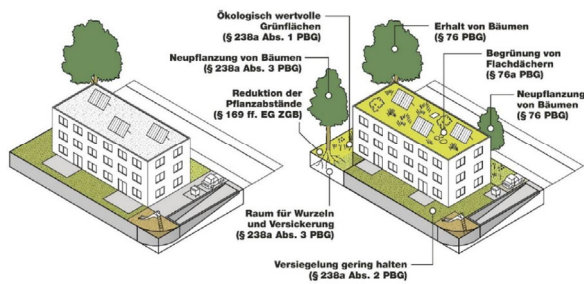 Ökologisch wertvolle
Grünflächen
(§ 238a Abs. 1 PBG)
Neupflanzung von Bäumen
(§ 238a Abs. 3 PBG)
Reduktion der
Pflanzabstände
(§ 169 ff. EG ZGB)
Raum für Wurzeln
und Versickerung
(§ 238a Abs. 3 PBG)
Versiegelung gering halten
(§ 238a Abs. 2 PBG)
Erhalt von Bäumen
(§ 76 PBG)
Begrünung von
Flachdächern
(§ 76a PBG)
Neupflanzung
von Bäumen
(§ 76 PBG)